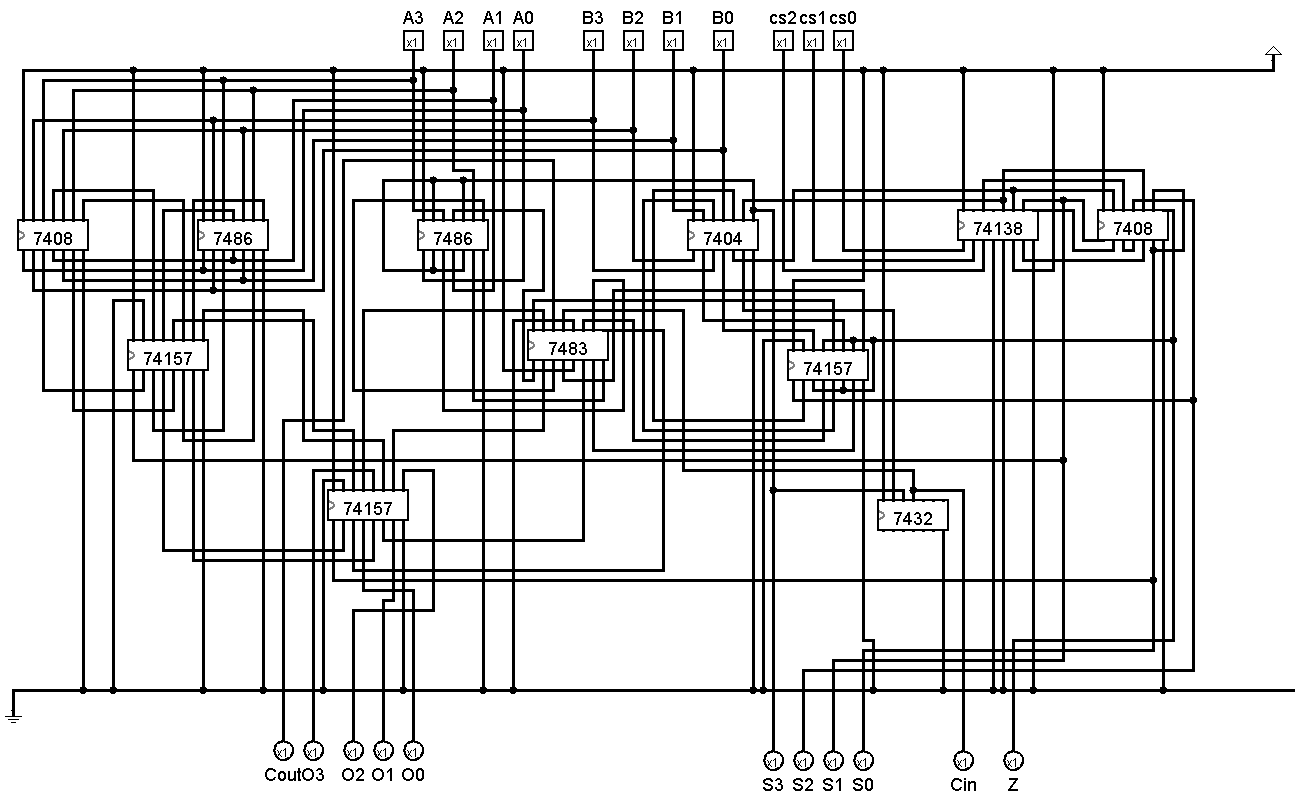 A3 A2 A1 A0 B3 B2 B1 B0 cs2 cs1 cs0
x1 x1 x1 x1 x1 x1 x1 x1 x1 x1 x1
7408 7486 7486 7404 74138 7408
74157 7483 74157
74157 7432
x1 x1 x1 x1 x1 x1 x1 x1 x1 x1 x1
Cout O3 O2 O1 O0 S3 S2 S1 S0 Cin Z